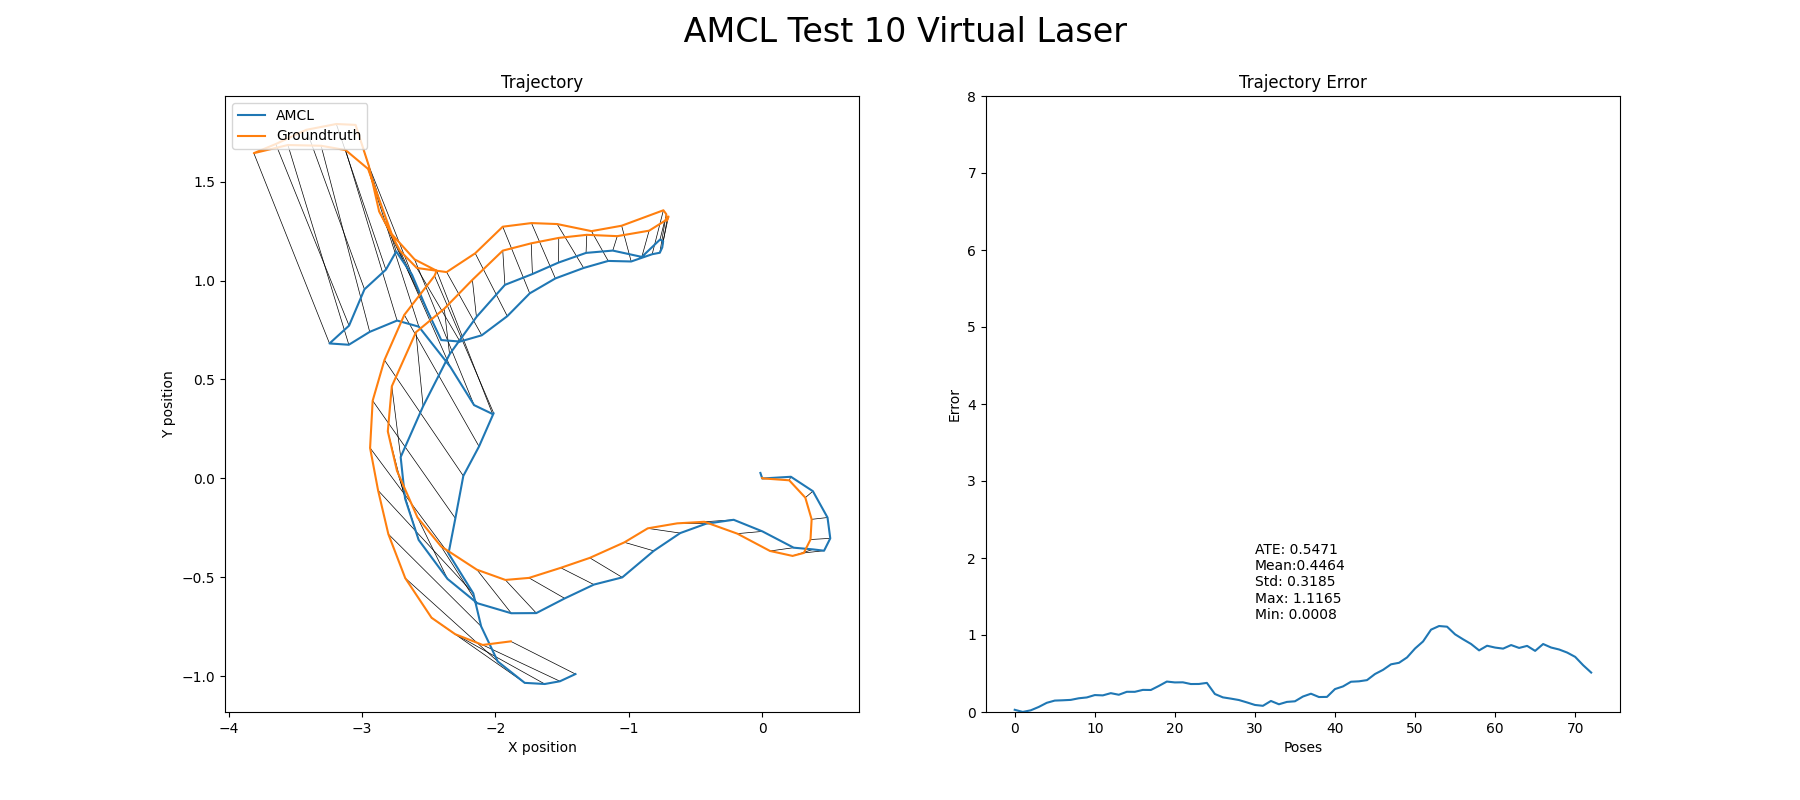 AMCL Test 10 Virtual Laser
Trajectory
AMCL
Groundtruth
1.5
1.0
0.5
0.0
−0.5
−1.0
Y position
−4
−3
−2
−1
0
X position
Trajectory Error
8
7
6
5
4
3
2
1
0
Error
ATE: 0.5471
Mean:0.4464
Std: 0.3185
Max: 1.1165
Min: 0.0008
0
10
20
30
40
50
60
70
Poses